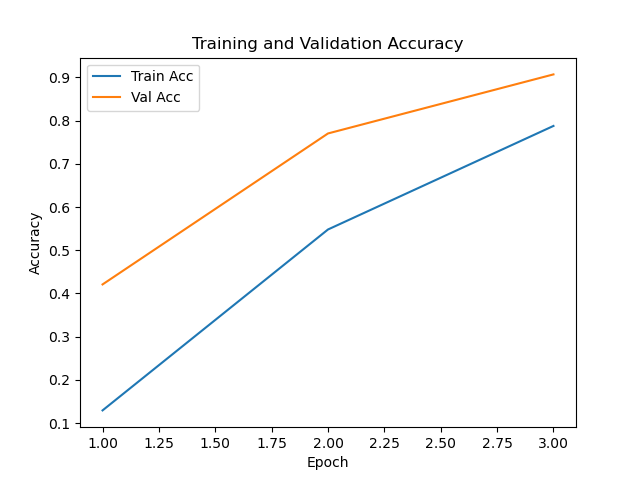 Training and Validation Accuracy
Train Acc
Val Acc
Accuracy
0.9
0.8
0.7
0.6
0.5
0.4
0.3
0.2
0.1
1.00 1.25 1.50 1.75 2.00 2.25 2.50 2.75 3.00
Epoch